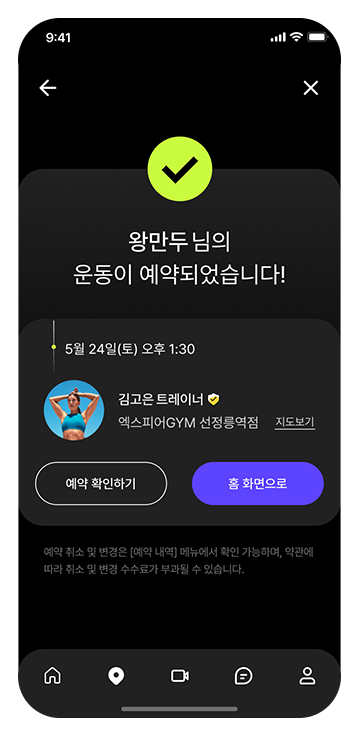 9:41
왕만두 님의
운동이 예약되었습니다!
5월 24일(토) 오후 1:30
김고은 트레이너
엑스피어GYM 선정릉역점 지도보기
예약 확인하기 홈 화면으로
예약 취소 및 변경은 [예약 내역] 메뉴에서 확인 가능하며, 약관에
따라 취소 및 변경 수수료가 부과될 수 있습니다.